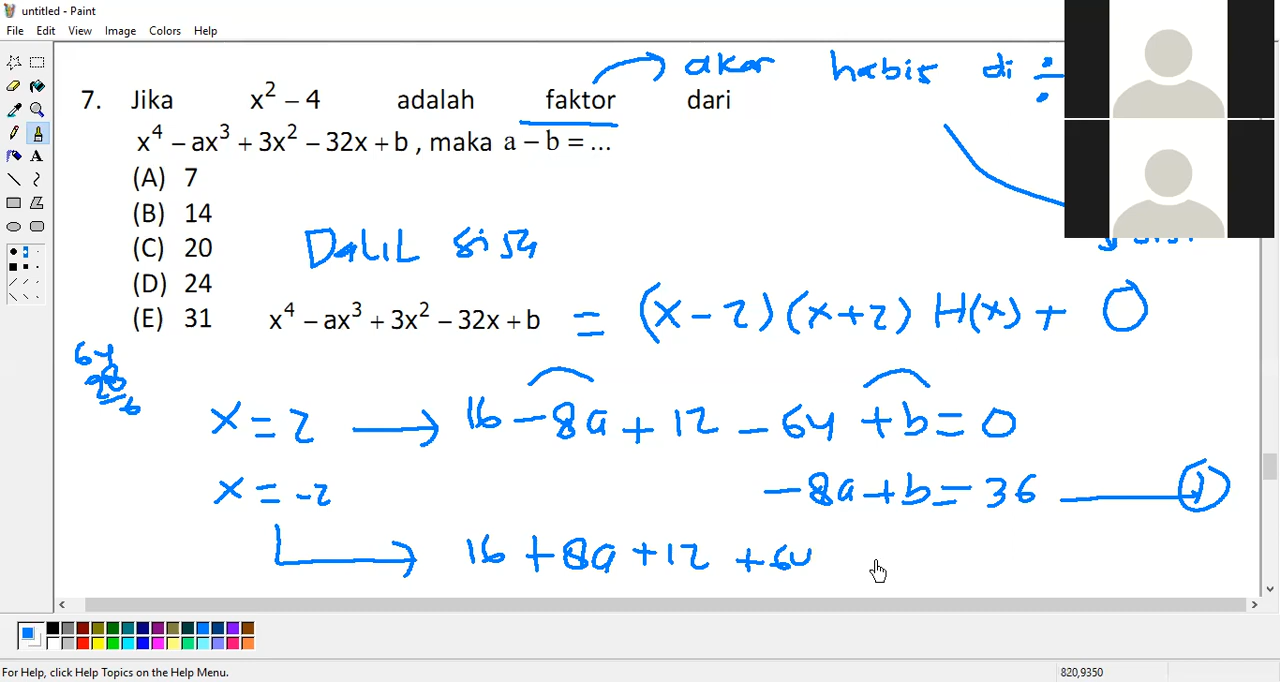 untitled - Paint
File Edit View Image Colors Help
akar habis di
7. Jika x² – 4 adalah faktor dari
x⁴ – ax³ + 3x² – 32x + b , maka a – b = ...
(A) 7
(B) 14
(C) 20
(D) 24
(E) 31
DALIL SISA
x⁴ – ax³ + 3x² – 32x + b = (x – 2)(x + 2) H(x) + 0
64
28
x = 2 → 16 – 8a + 12 – 64 + b = 0
x = -2 – 8a + b = 36 1
16 + 8a + 12 + 64
For Help, click Help Topics on the Help Menu. 820,9350